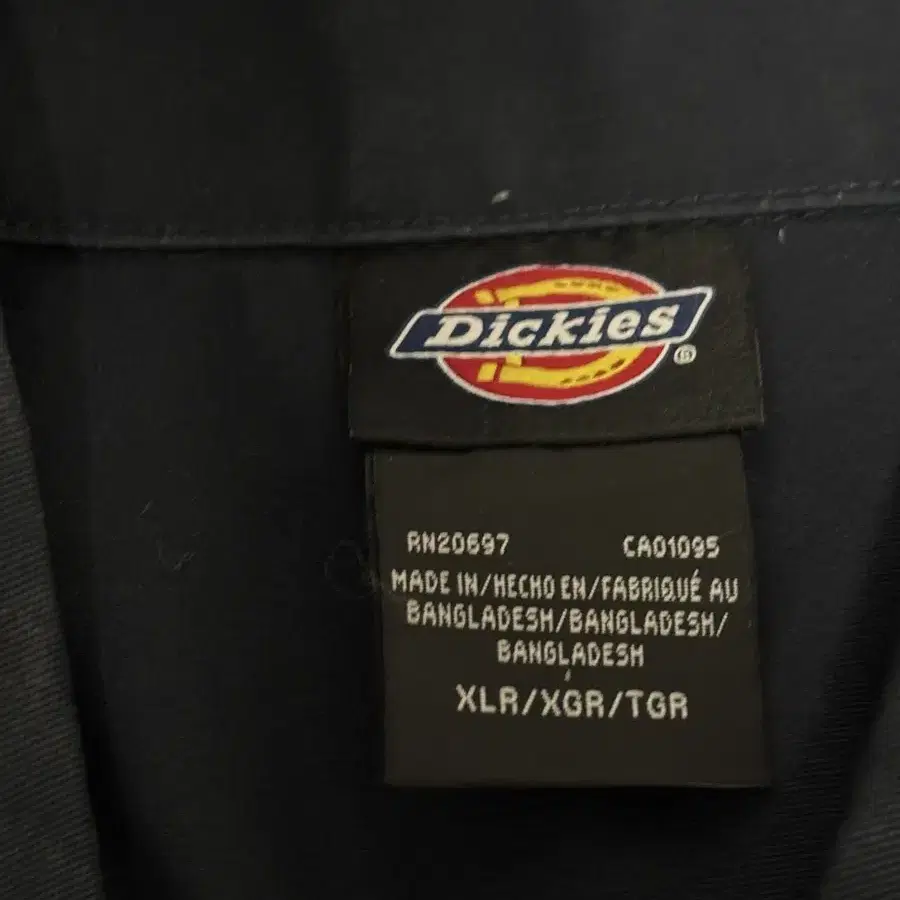 Dickies
®
RN20697 CA01095
MADE IN/HECHO EN/FABRIQUÉ AU
BANGLADESH/BANGLADESH/
BANGLADESH
XLR/XGR/TGR